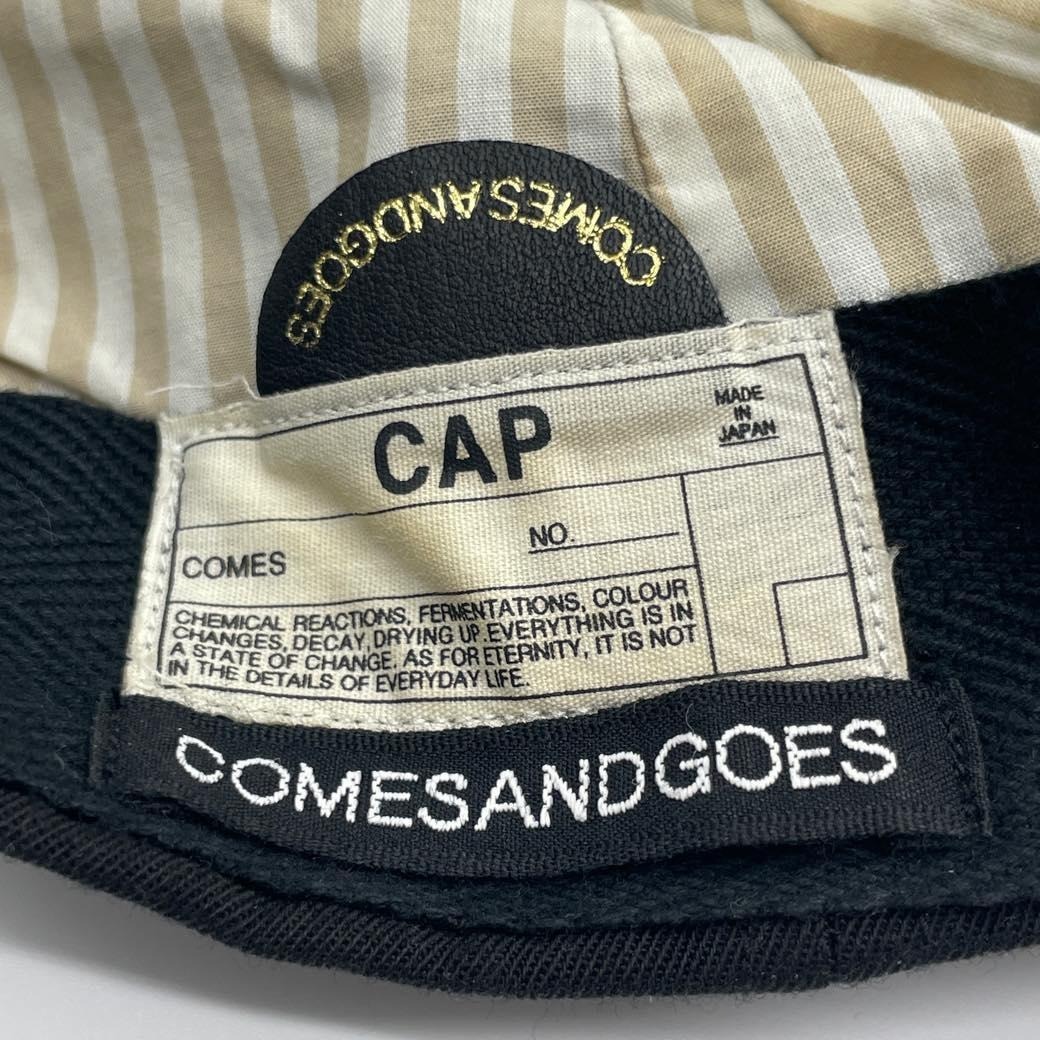 COMESANDGOES
CAP
MADE
IN
JAPAN
COMES
NO.
CHEMICAL REACTIONS, FERMENTATIONS, COLOUR
CHANGES, DECAY, DRYING UP. EVERYTHING IS IN
A STATE OF CHANGE. AS FOR ETERNITY, IT IS NOT
IN THE DETAILS OF EVERYDAY LIFE.
COMESANDGOES